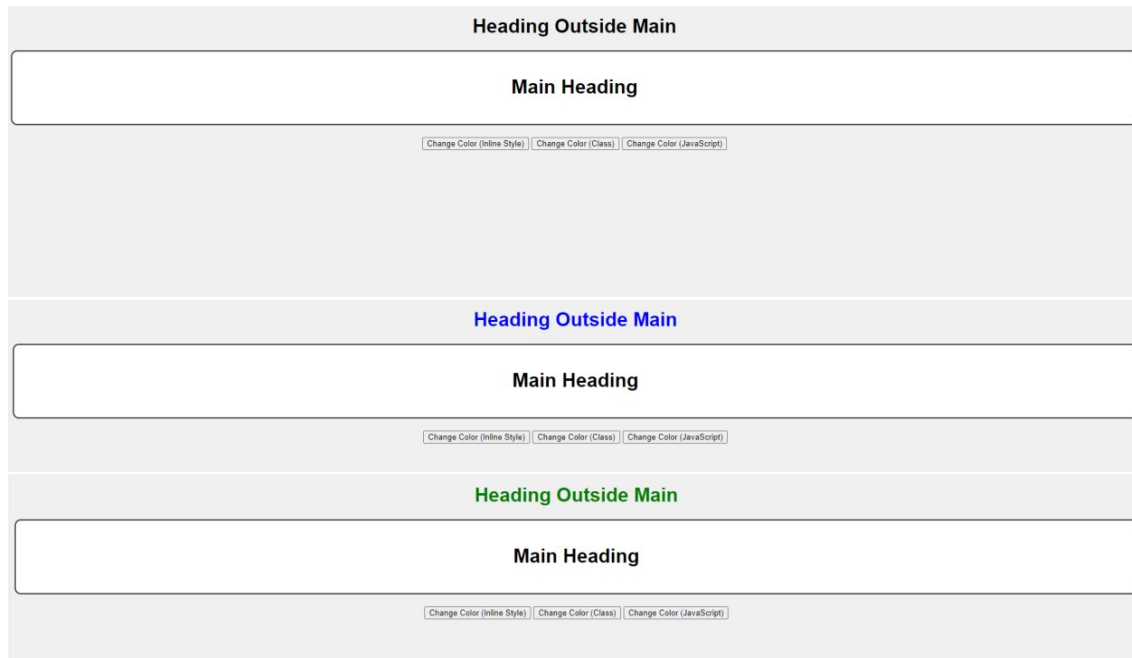 Heading Outside Main
Main Heading
Change Color (Inline Style) Change Color (Class) Change Color (JavaScript)
Heading Outside Main
Main Heading
Change Color (Inline Style) Change Color (Class) Change Color (JavaScript)
Heading Outside Main
Main Heading
Change Color (Inline Style) Change Color (Class) Change Color (JavaScript)